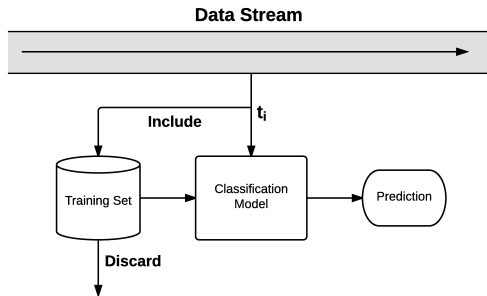 Data Stream
Include
tᵢ
Training Set
Classification
Model
Prediction
Discard